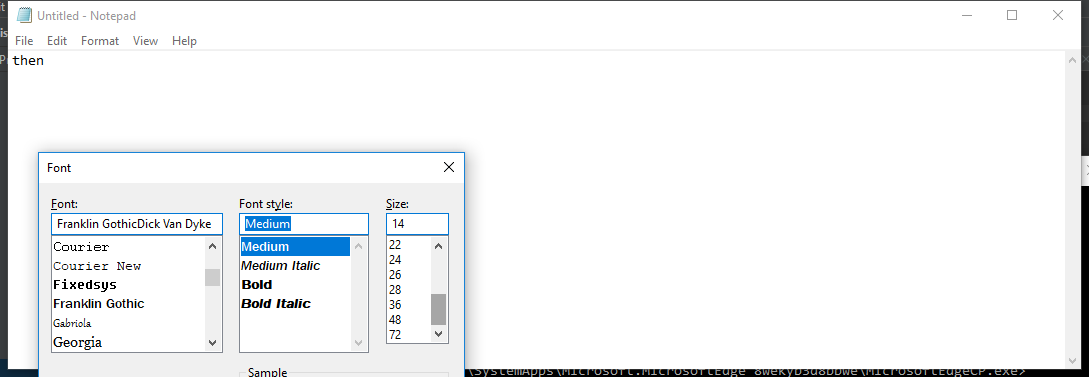 Untitled - Notepad
File Edit Format View Help
then
Font
Font: Font style: Size:
Franklin GothicDick Van Dyke Medium 14
Courier
Courier New
Fixedsys
Franklin Gothic
Gabriola
Georgia
Medium
Medium Italic
Bold
Bold Italic
22
24
26
28
36
48
72
Sample
\SystemApps\Microsoft.MicrosoftEdge_8wekyb3d8bbwe\MicrosoftEdgeCP.exe>